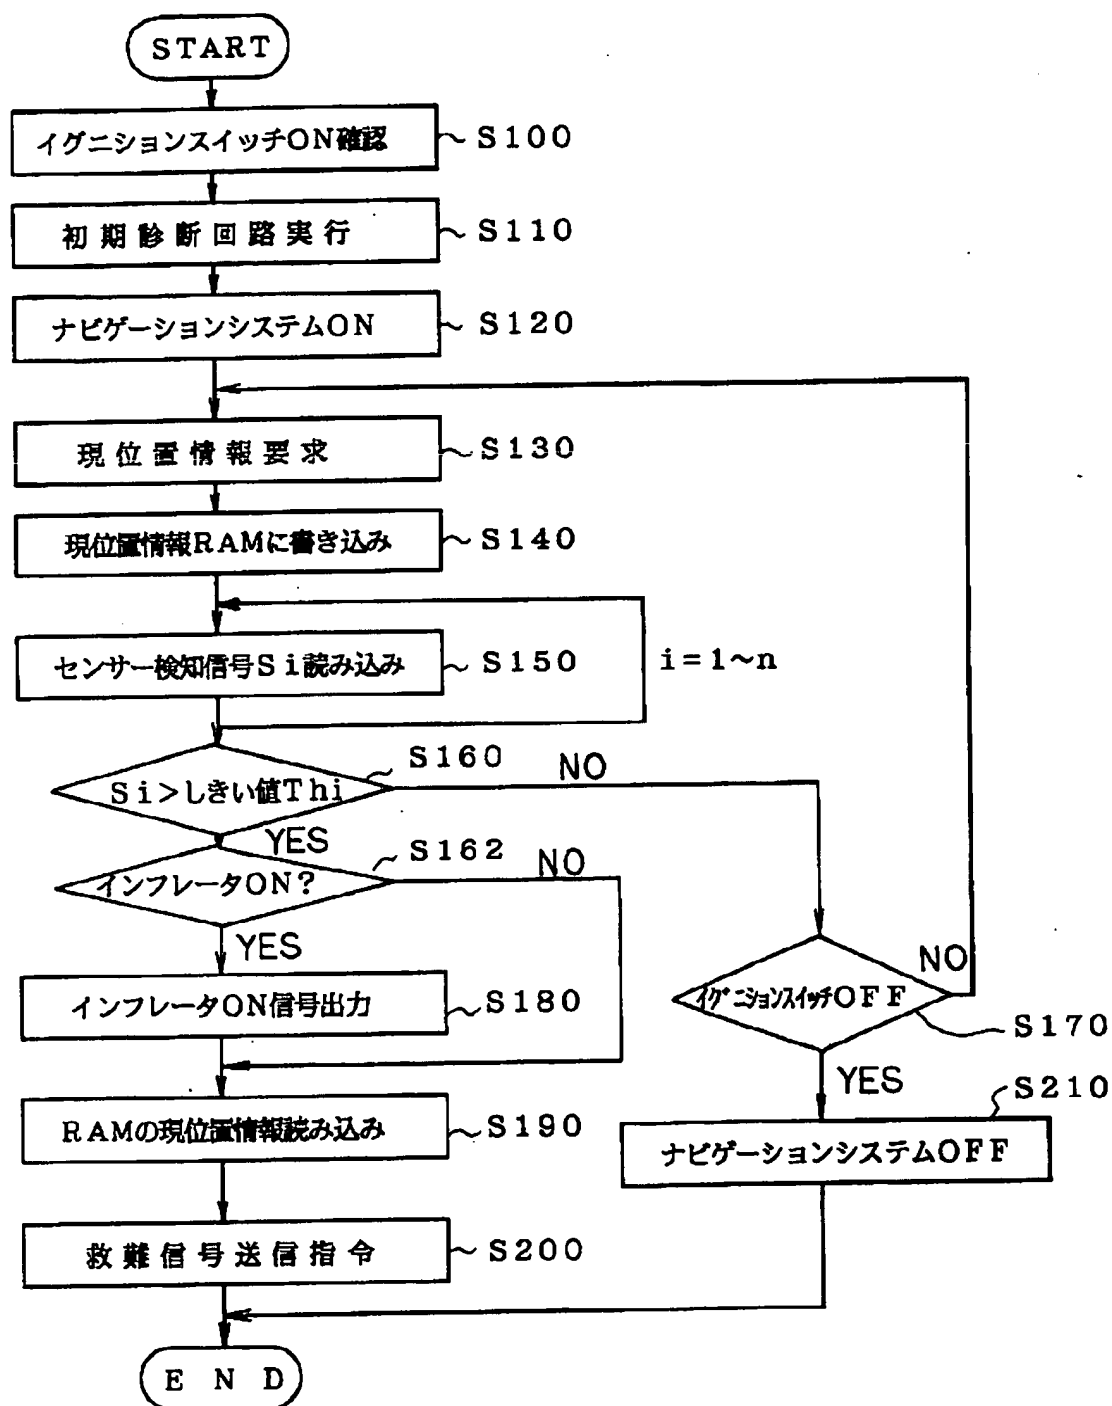 START
イグニションスイッチON確認
S100
初期診断回路実行
S110
ナビゲーションシステムON
S120
現位置情報要求
S130
現位置情報RAMに書き込み
S140
センサー検知信号Si読み込み
S150
i=1~n
Si>しきい値Thi
S160
NO
YES
インフレータON?
S162
NO
YES
インフレータON信号出力
S180
イグニションスイッチOFF
NO
S170
YES
RAMの現位置情報読み込み
S190
S210
ナビゲーションシステムOFF
救難信号送信指令
S200
END